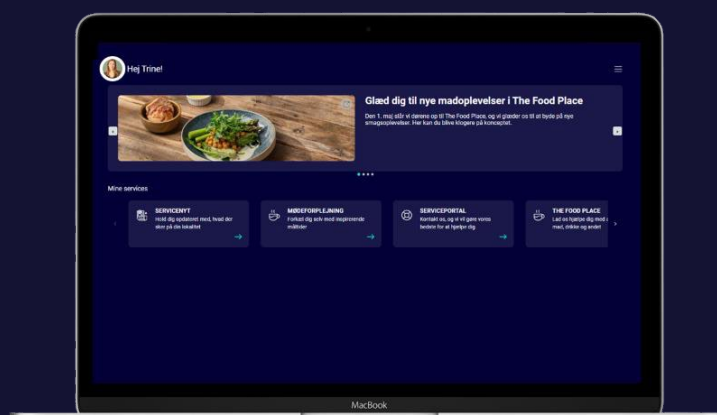 Hej Trine!
Glæd dig til nye madoplevelser i The Food Place
Den 1. maj slår vi dørene op til The Food Place, og vi glæder os til at byde på nye
smagsoplevelser. Her kan du blive klogere på konceptet.
Mine services
SERVICENYT
Hold dig opdateret med, hvad der
sker på din lokalitet
MØDEFORPLEJNING
Forkæl dig selv med inspirerende
måltider
SERVICEPORTAL
Kontakt os, og vi vil gøre vores
bedste for at hjælpe dig
THE FOOD PLACE
Lad os hjælpe dig med
mad, drikke og andet
MacBook